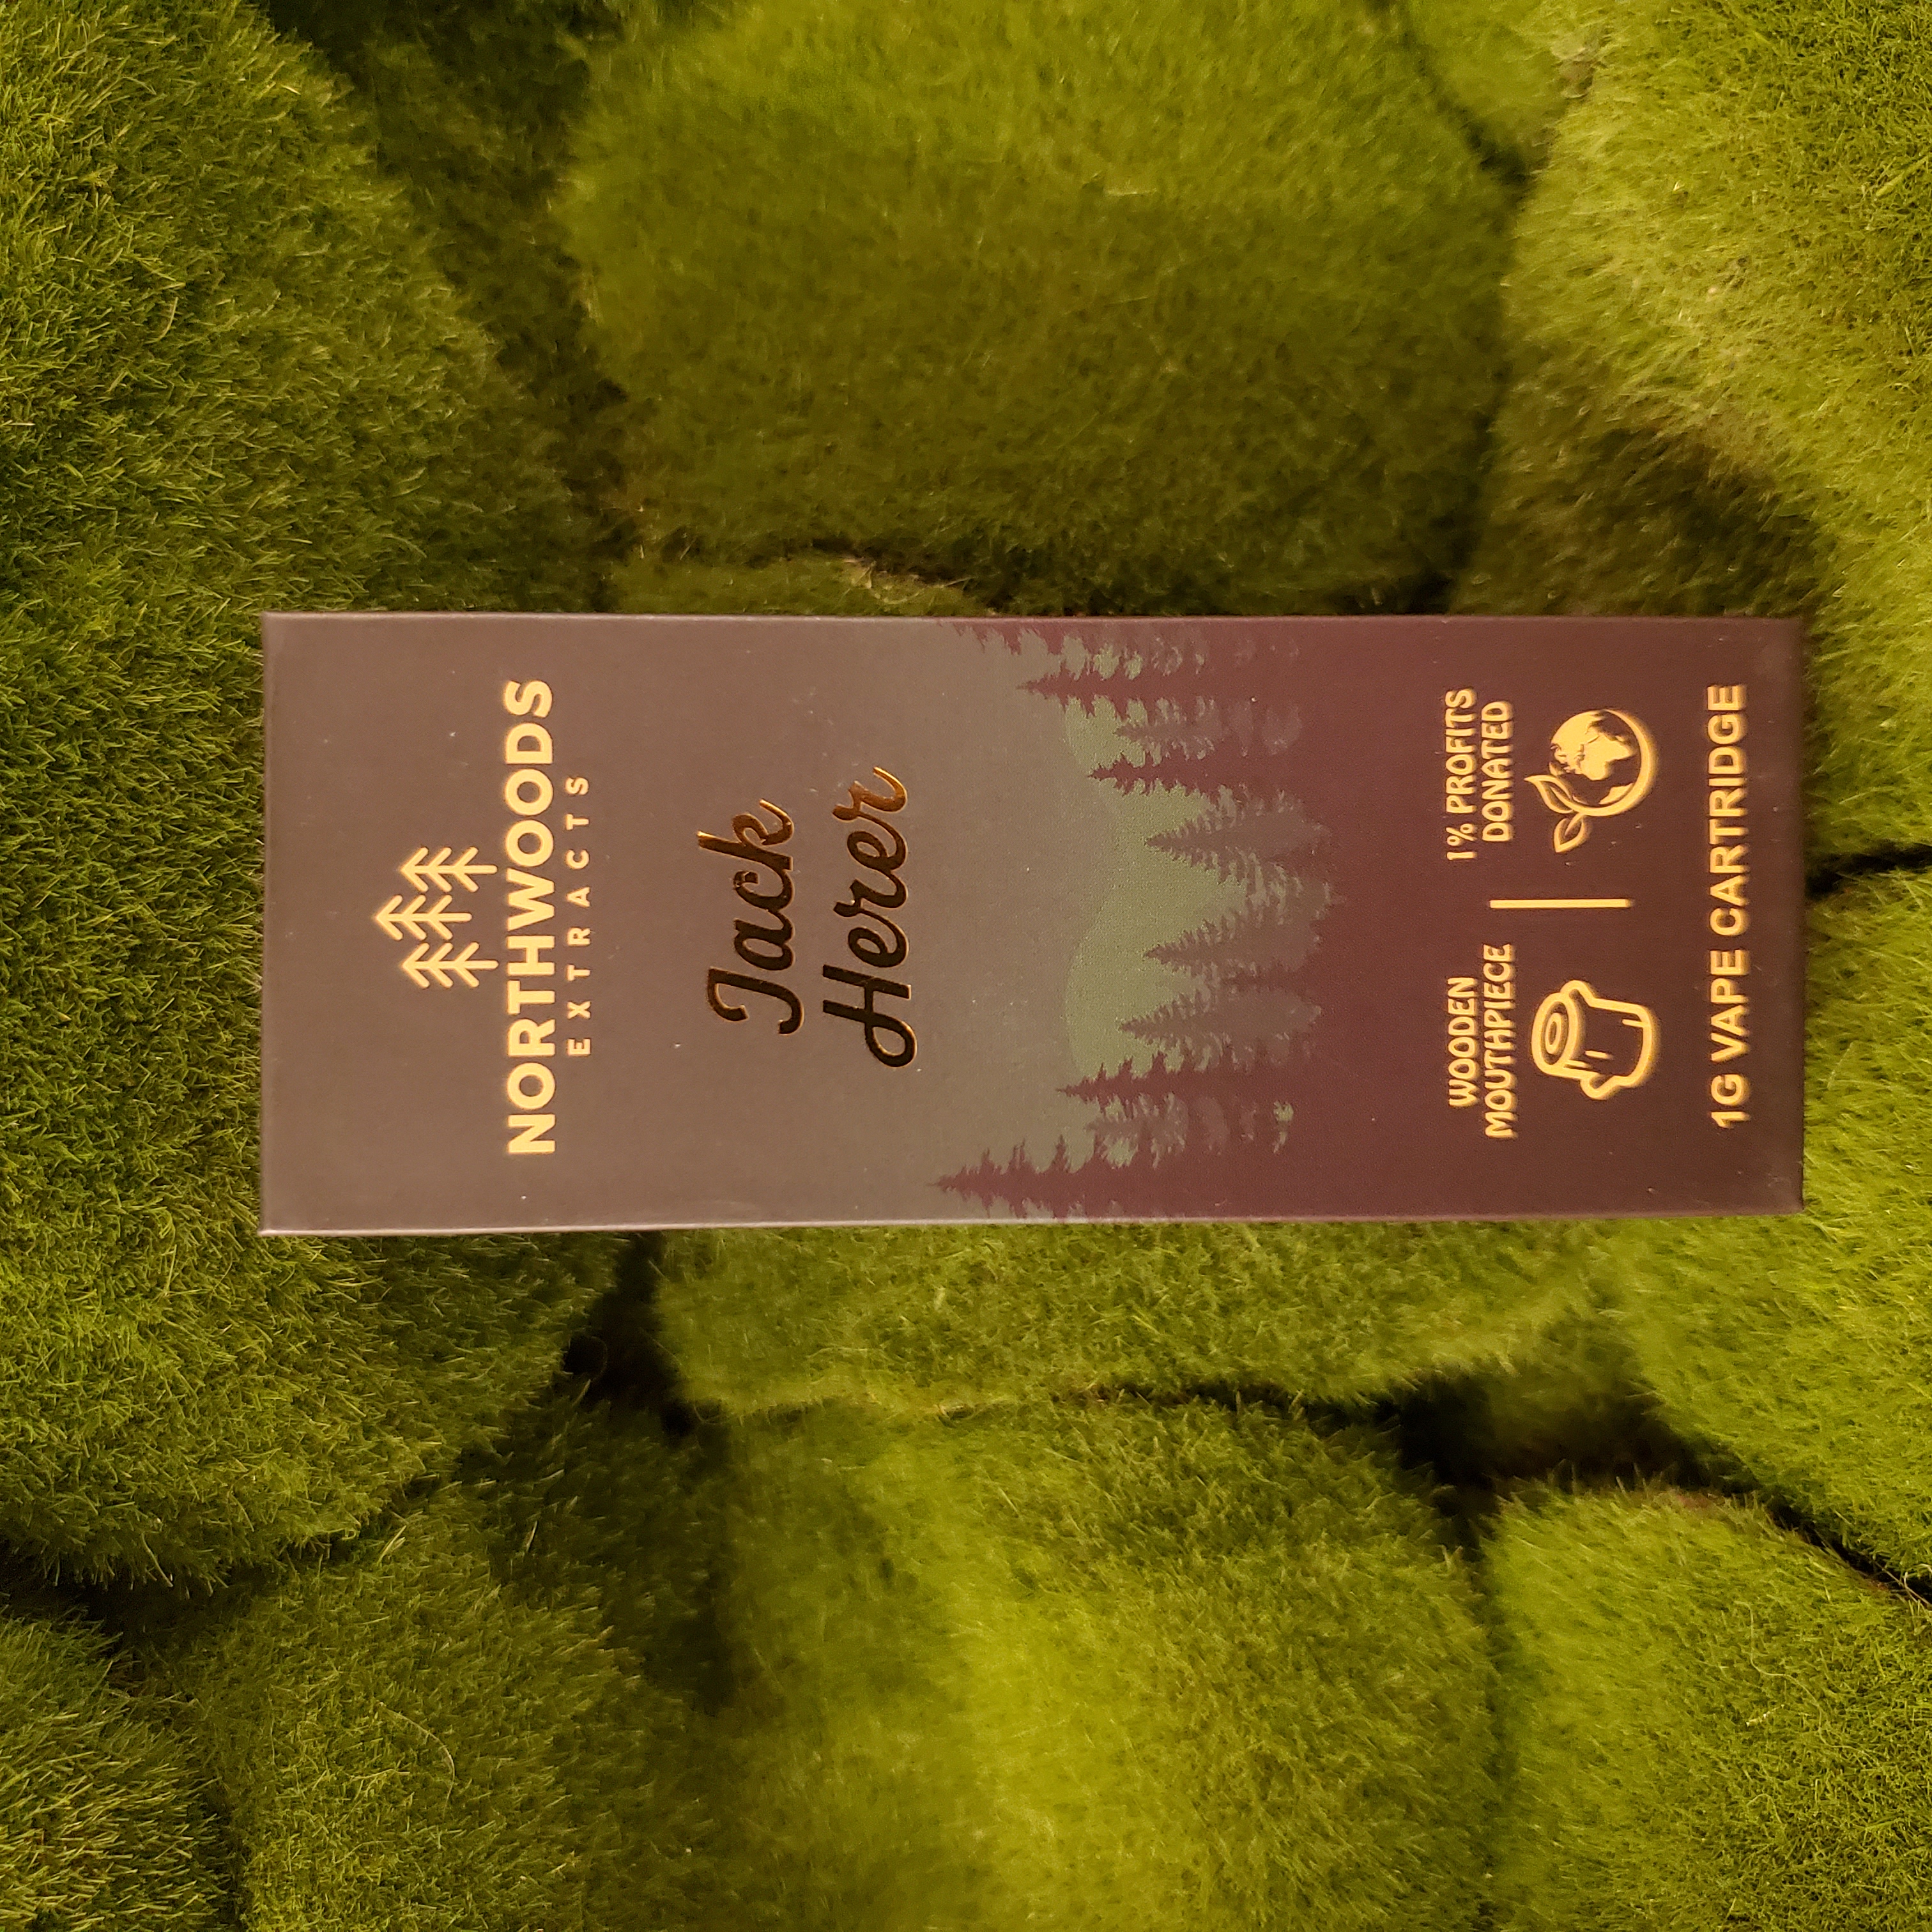 NORTHWOODS
EXTRACTS
Jack
Herer
WOODEN
MOUTHPIECE
1% PROFITS
DONATED
1G VAPE CARTRIDGE